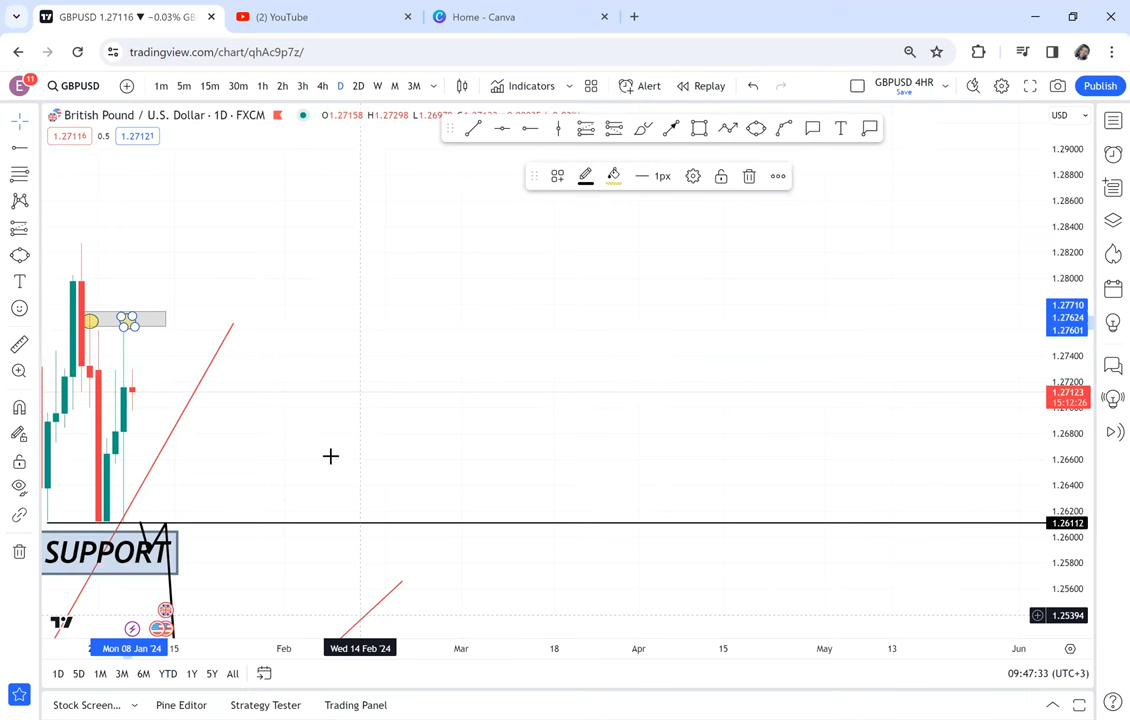 GBPUSD 1.27116 ▼ −0.03% GB
(2) YouTube
Home - Canva
tradingview.com/chart/qhAc9p7z/
E
11
GBPUSD
1m 5m 15m 30m 1h 2h 3h 4h D 2D W M 3M
Indicators
Alert
Replay
GBPUSD 4HR
Save
Publish
British Pound / U.S. Dollar · 1D · FXCM
O1.27158 H1.27298
1.27116 0.5 1.27121
USD
1.29000
1.28800
1.28600
1.28400
1.28200
1.28000
1.27710
1.27624
1.27601
1.27400
1.27200
1.27123
15:12:26
1.26800
1.26600
1.26400
1.26200
1.26112
1.26000
1.25800
1.25600
1.25394
SUPPORT
1px
T
T
Mon 08 Jan '24 15 Feb Wed 14 Feb '24 Mar 18 Apr 15 May 13 Jun
1D 5D 1M 3M 6M YTD 1Y 5Y All
09:47:33 (UTC+3)
Stock Screen... Pine Editor Strategy Tester Trading Panel